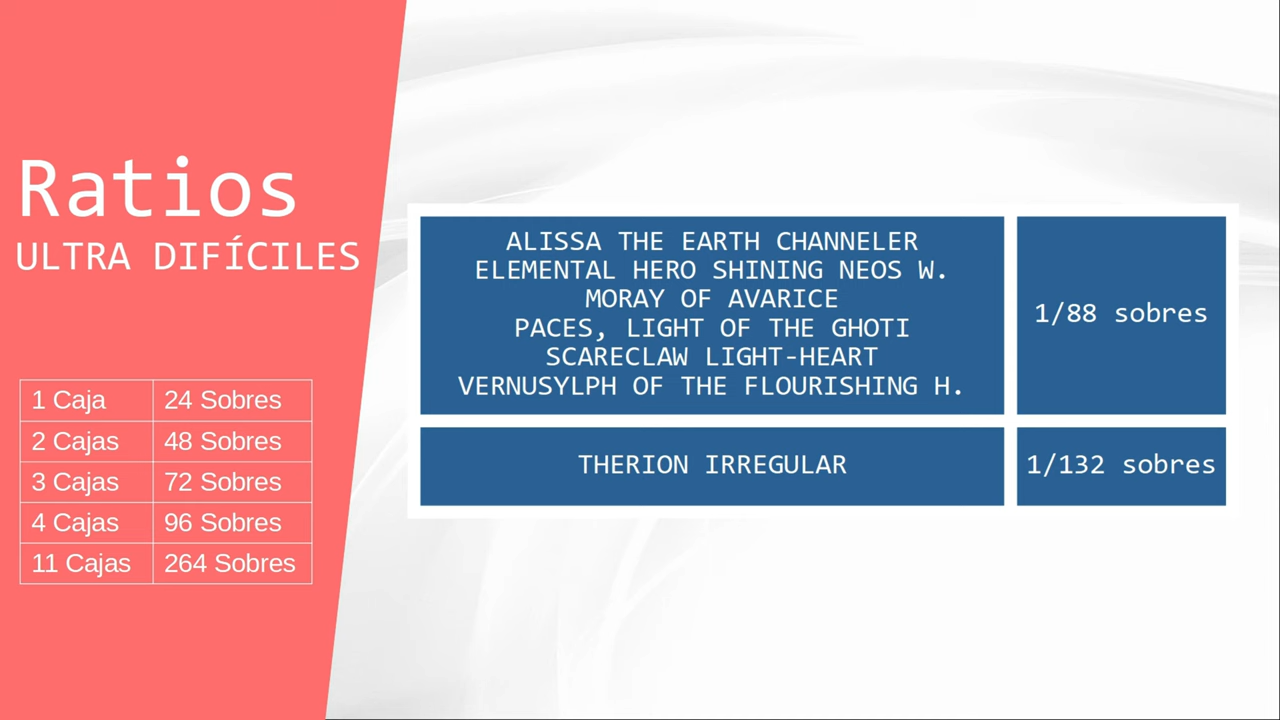 Ratios
ULTRA DIFÍCILES
1 Caja 24 Sobres
2 Cajas 48 Sobres
3 Cajas 72 Sobres
4 Cajas 96 Sobres
11 Cajas 264 Sobres
ALISSA THE EARTH CHANNELER
ELEMENTAL HERO SHINING NEOS W.
MORAY OF AVARICE
PACES, LIGHT OF THE GHOTI
SCARECLAW LIGHT-HEART
VERNUSYLPH OF THE FLOURISHING H.
1/88 sobres
THERION IRREGULAR
1/132 sobres